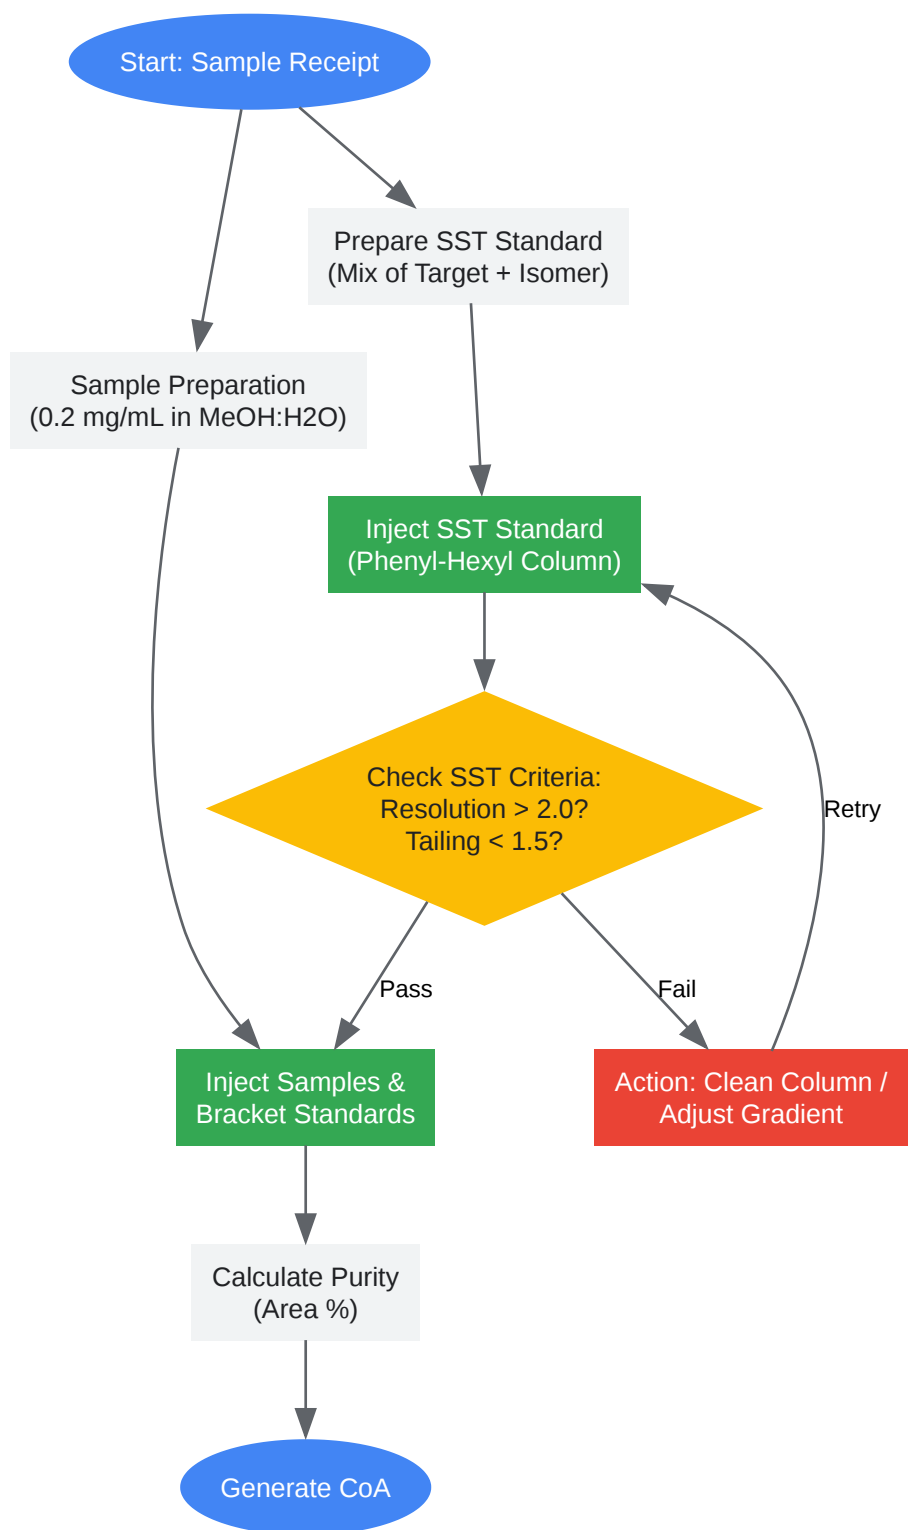 Start: Sample Receipt
Prepare SST Standard
(Mix of Target + Isomer)
Sample Preparation
(0.2 mg/mL in MeOH:H2O)
Inject SST Standard
(Phenyl-Hexyl Column)
Check SST Criteria:
Resolution > 2.0?
Tailing < 1.5?
Retry
Pass
Fail
Inject Samples &
Bracket Standards
Action: Clean Column /
Adjust Gradient
Calculate Purity
(Area %)
Generate CoA